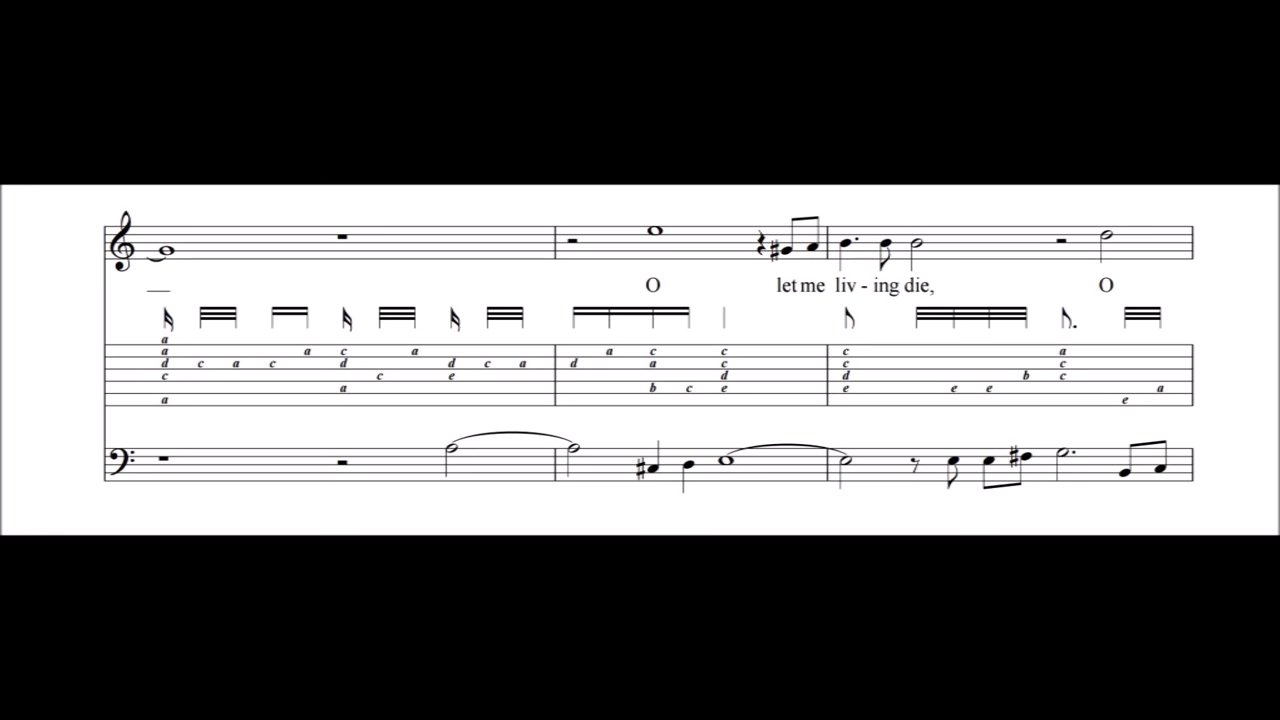 O let me liv - ing die, O
a
a a c a c c c a
d c a c d d c a d a c c c
c c e d d b c
a b c e e e e a
a e